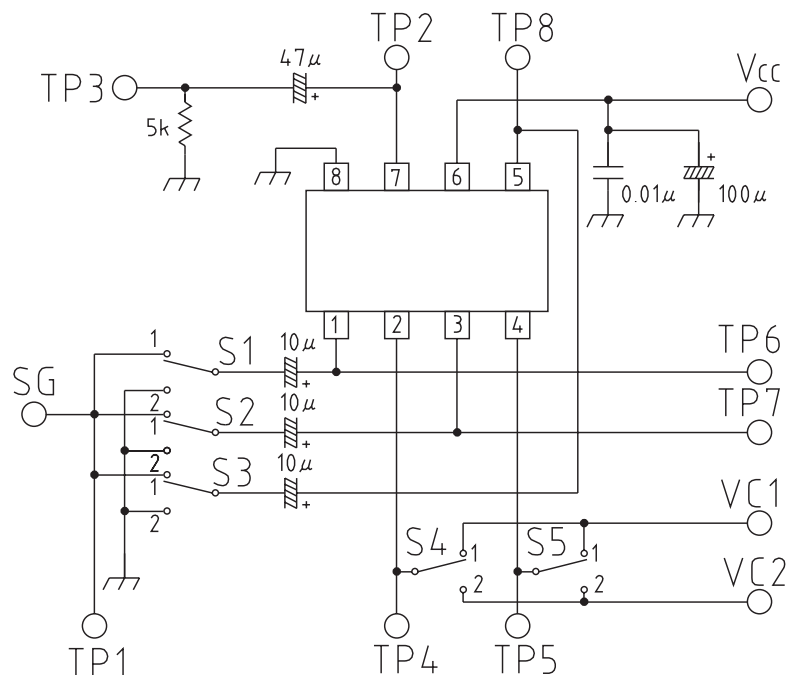 TP2 TP8
47µ
TP3
Vcc
5k
+
+
8 7 6 5
0.01µ 100µ
1 2 3 4
1 S1 10µ TP6
SG
+
2 S2 10µ TP7
1
+
2 S3 10µ
1
+
2
VC1
S4 1 S5 1
2 2 VC2
TP1 TP4 TP5